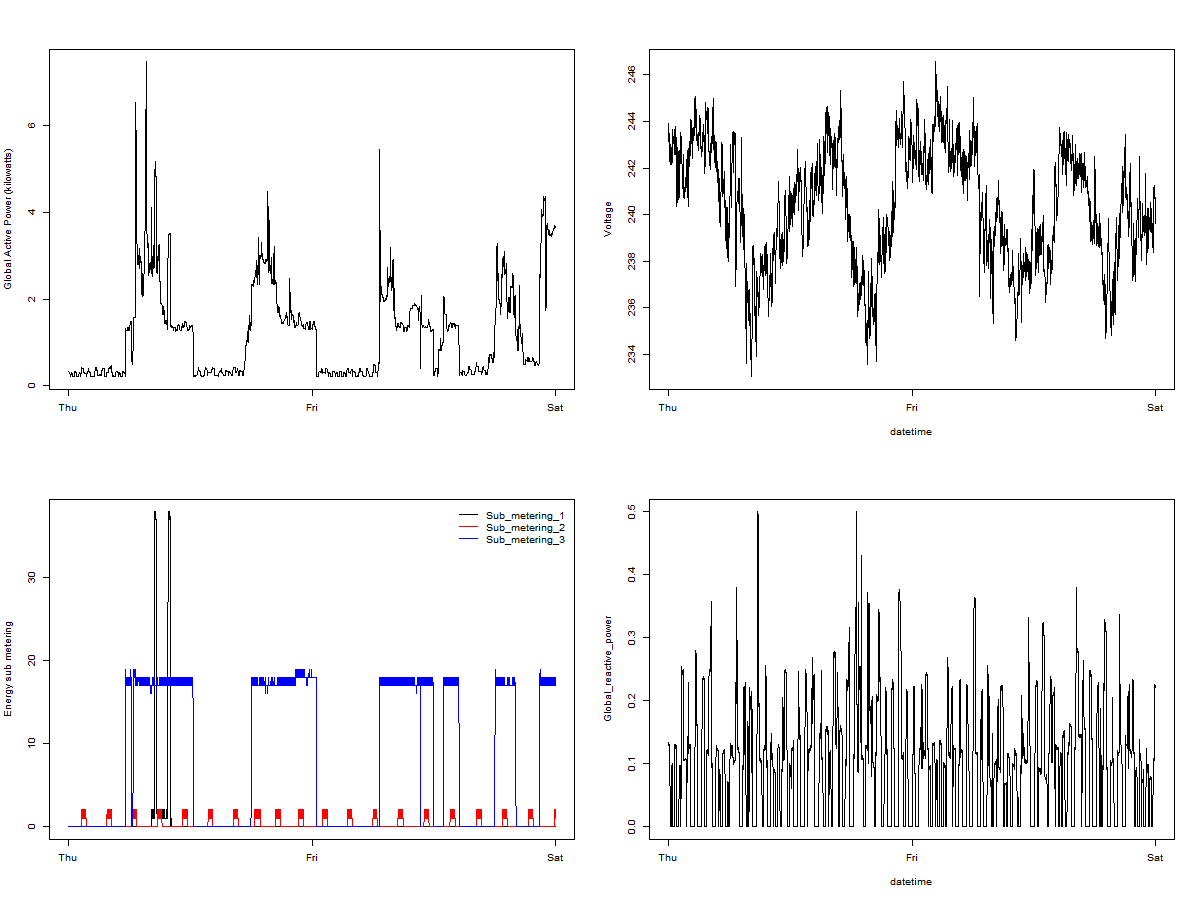 Global Active Power (kilowatts)
0
2
4
6
Thu
Fri
Sat
Voltage
234
236
238
240
242
244
246
Thu
Fri
Sat
datetime
Energy sub metering
0
10
20
30
Sub_metering_1
Sub_metering_2
Sub_metering_3
Thu
Fri
Sat
Global_reactive_power
0.0
0.1
0.2
0.3
0.4
0.5
Thu
Fri
Sat
datetime